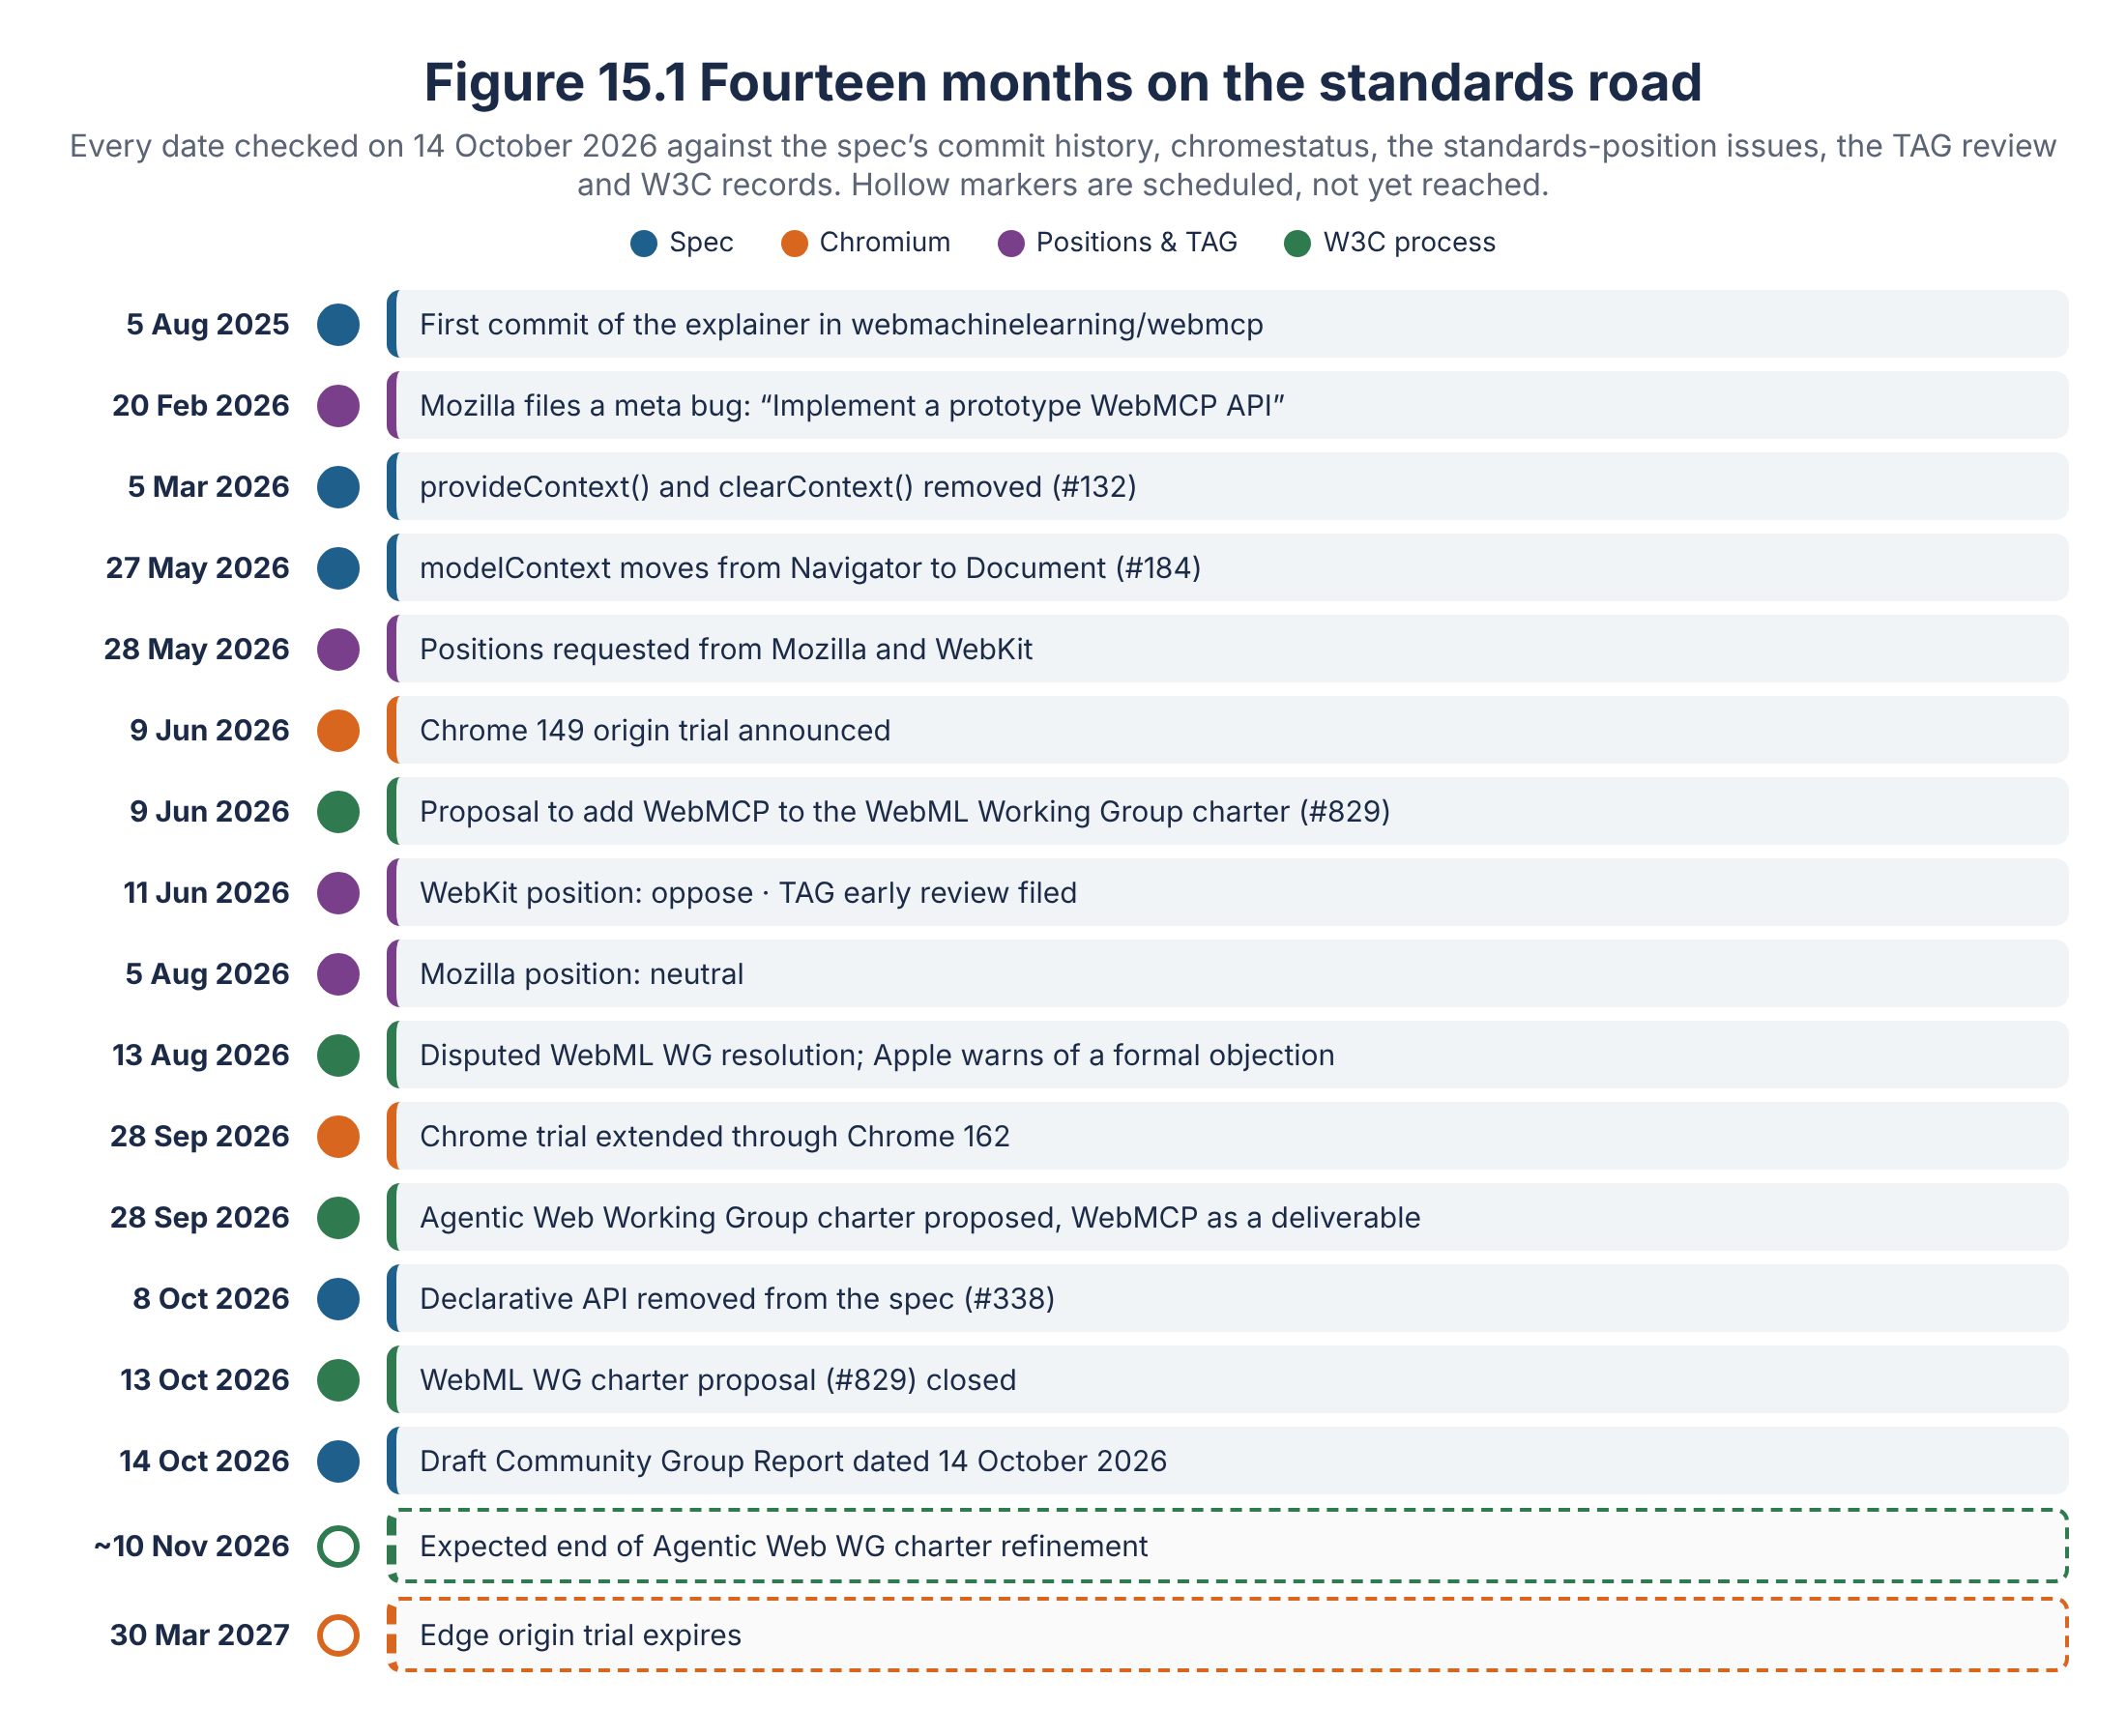 Figure 15.1 Fourteen months on the standards road
Every date checked on 14 October 2026 against the spec’s commit history, chromestatus, the standards-position issues, the TAG review
and W3C records. Hollow markers are scheduled, not yet reached.
Spec Chromium Positions & TAG W3C process
5 Aug 2025 First commit of the explainer in webmachinelearning/webmcp
20 Feb 2026 Mozilla files a meta bug: “Implement a prototype WebMCP API”
5 Mar 2026 provideContext() and clearContext() removed (#132)
27 May 2026 modelContext moves from Navigator to Document (#184)
28 May 2026 Positions requested from Mozilla and WebKit
9 Jun 2026 Chrome 149 origin trial announced
9 Jun 2026 Proposal to add WebMCP to the WebML Working Group charter (#829)
11 Jun 2026 WebKit position: oppose · TAG early review filed
5 Aug 2026 Mozilla position: neutral
13 Aug 2026 Disputed WebML WG resolution; Apple warns of a formal objection
28 Sep 2026 Chrome trial extended through Chrome 162
28 Sep 2026 Agentic Web Working Group charter proposed, WebMCP as a deliverable
8 Oct 2026 Declarative API removed from the spec (#338)
13 Oct 2026 WebML WG charter proposal (#829) closed
14 Oct 2026 Draft Community Group Report dated 14 October 2026
~10 Nov 2026 Expected end of Agentic Web WG charter refinement
30 Mar 2027 Edge origin trial expires